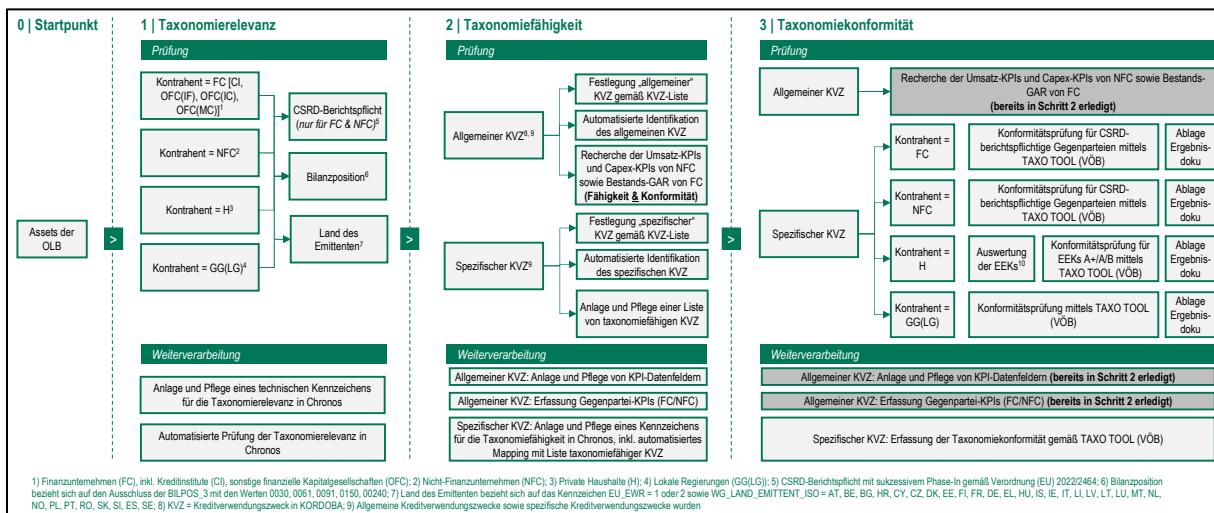 0 | Startpunkt
1 | Taxonomierelevanz
2 | Taxonomiefähigkeit
3 | Taxonomiekonformität
Assets der
OLB
>
Prüfung
Kontrahent = FC [CI,
OFC(IF), OFC(IC),
OFC(MC)]1
Kontrahent = NFC2
Kontrahent = H3
Kontrahent = GG(LG)4
CSRD-Berichtspflicht
(nur für FC & NFC)5
Bilanzposition6
Land des
Emittenten7
Weiterverarbeitung
Anlage und Pflege eines technischen Kennzeichens
für die Taxonomierelevanz in Chronos
Automatisierte Prüfung der Taxonomierelevanz in
Chronos
>
Prüfung
Allgemeiner KVZ8, 9
Festlegung „allgemeiner“
KVZ gemäß KVZ-Liste
Automatisierte Identifikation
des allgemeinen KVZ
Recherche der Umsatz-KPIs
und Capex-KPIs von NFC
sowie Bestands-GAR von FC
(Fähigkeit & Konformität)
Spezifischer KVZ9
Festlegung „spezifischer“
KVZ gemäß KVZ-Liste
Automatisierte Identifikation
des spezifischen KVZ
Anlage und Pflege einer Liste
von taxonomiefähigen KVZ
Weiterverarbeitung
Allgemeiner KVZ: Anlage und Pflege von KPI-Datenfeldern
Allgemeiner KVZ: Erfassung Gegenpartei-KPIs (FC/NFC)
Spezifischer KVZ: Anlage und Pflege eines Kennzeichens
für die Taxonomiefähigkeit in Chronos, inkl. automatisiertes
Mapping mit Liste taxonomiefähiger KVZ
>
Prüfung
Allgemeiner KVZ
Recherche der Umsatz-KPIs und Capex-KPIs von NFC sowie Bestands-
GAR von FC
(bereits in Schritt 2 erledigt)
Spezifischer KVZ
Kontrahent
= FC
Konformitätsprüfung für CSRD-
berichtspflichtige Gegenparteien mittels
TAXO TOOL (VÖB)
Ablage
Ergebnis-
doku
Kontrahent
= NFC
Konformitätsprüfung für CSRD-
berichtspflichtige Gegenparteien mittels
TAXO TOOL (VÖB)
Ablage
Ergebnis-
doku
Kontrahent
= H
Auswertung
der EEKs10
Konformitätsprüfung für
EEKs A+/A/B mittels
TAXO TOOL (VÖB)
Ablage
Ergebnis-
doku
Kontrahent =
GG(LG)
Konformitätsprüfung mittels TAXO TOOL
(VÖB)
Ablage
Ergebnis-
doku
Weiterverarbeitung
Allgemeiner KVZ: Anlage und Pflege von KPI-Datenfeldern (bereits in Schritt 2 erledigt)
Allgemeiner KVZ: Erfassung Gegenpartei-KPIs (FC/NFC) (bereits in Schritt 2 erledigt)
Spezifischer KVZ: Erfassung der Taxonomiekonformität gemäß TAXO TOOL (VÖB)
1) Finanzunternehmen (FC), inkl. Kreditinstitute (CI), sonstige finanzielle Kapitalgesellschaften (OFC); 2) Nicht-Finanzunternehmen (NFC); 3) Private Haushalte (H); 4) Lokale Regierungen (GG(LG)); 5) CSRD-Berichtspflicht mit sukzessivem Phase-In gemäß Verordnung (EU) 2022/2464; 6) Bilanzposition
bezieht sich auf den Ausschluss der BILPOS_3 mit den Werten 0030, 0061, 0091, 0150, 00240; 7) Land des Emittenten bezieht sich auf das Kennzeichen EU_EWR = 1 oder 2 sowie WG_LAND_EMITTENT_ISO = AT, BE, BG, HR, CY, CZ, DK, EE, FI, FR, DE, EL, HU, IS, IE, IT, LI, LV, LT, LU, MT, NL,
NO, PL, PT, RO, SK, SI, ES, SE; 8) KVZ = Kreditverwendungszweck in KORDOBA; 9) Allgemeine Kreditverwendungszwecke sowie spezifische Kreditverwendungszwecke wurden